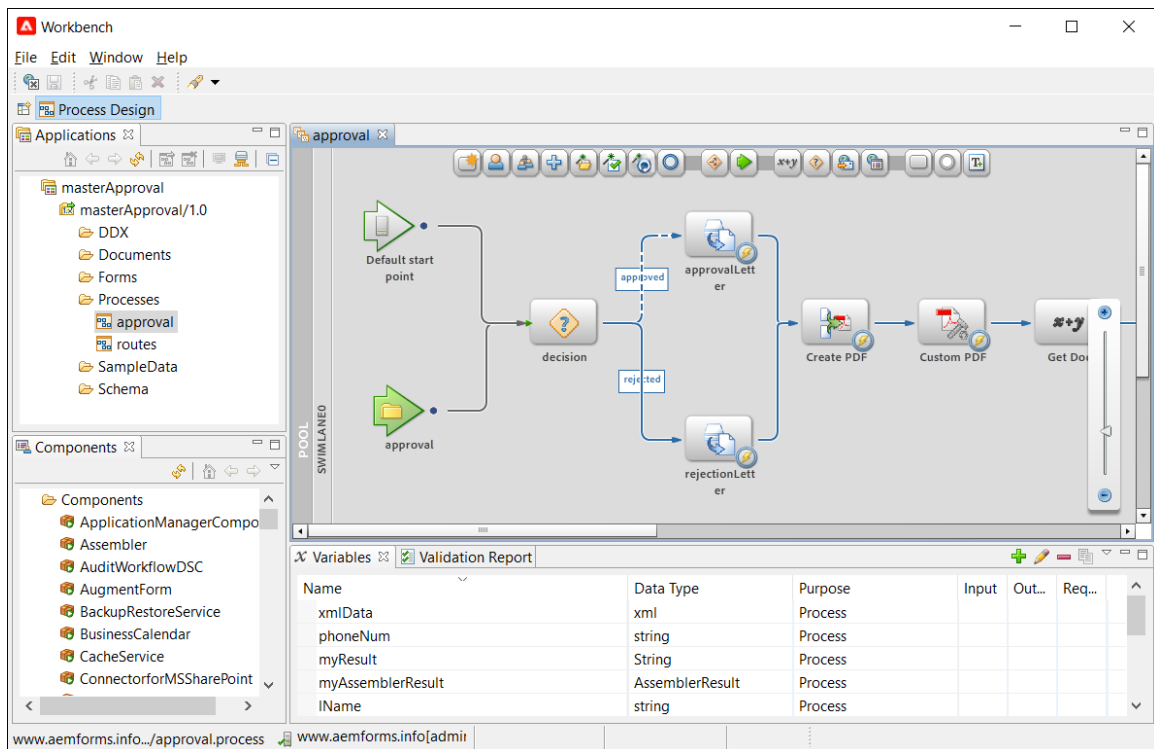 Workbench
File Edit Window Help
Process Design
Applications
masterApproval
masterApproval/1.0
DDX
Documents
Forms
Processes
approval
routes
SampleData
Schema
Components
Components
ApplicationManagerCompo
Assembler
AuditWorkflowDSC
AugmentForm
BackupRestoreService
BusinessCalendar
CacheService
ConnectorforMSSharePoint
approval
x+y
T
POOL
SWIMLANE0
Default start
point
approval
?
decision
approved
rejected
approvalLett
er
rejectionLett
er
Create PDF
Custom PDF
x+y
Get Doc
x Variables Validation Report
Name Data Type Purpose Input Out... Req...
xmlData xml Process
phoneNum string Process
myResult String Process
myAssemblerResult AssemblerResult Process
lName string Process
www.aemforms.info.../approval.process www.aemforms.info[admin